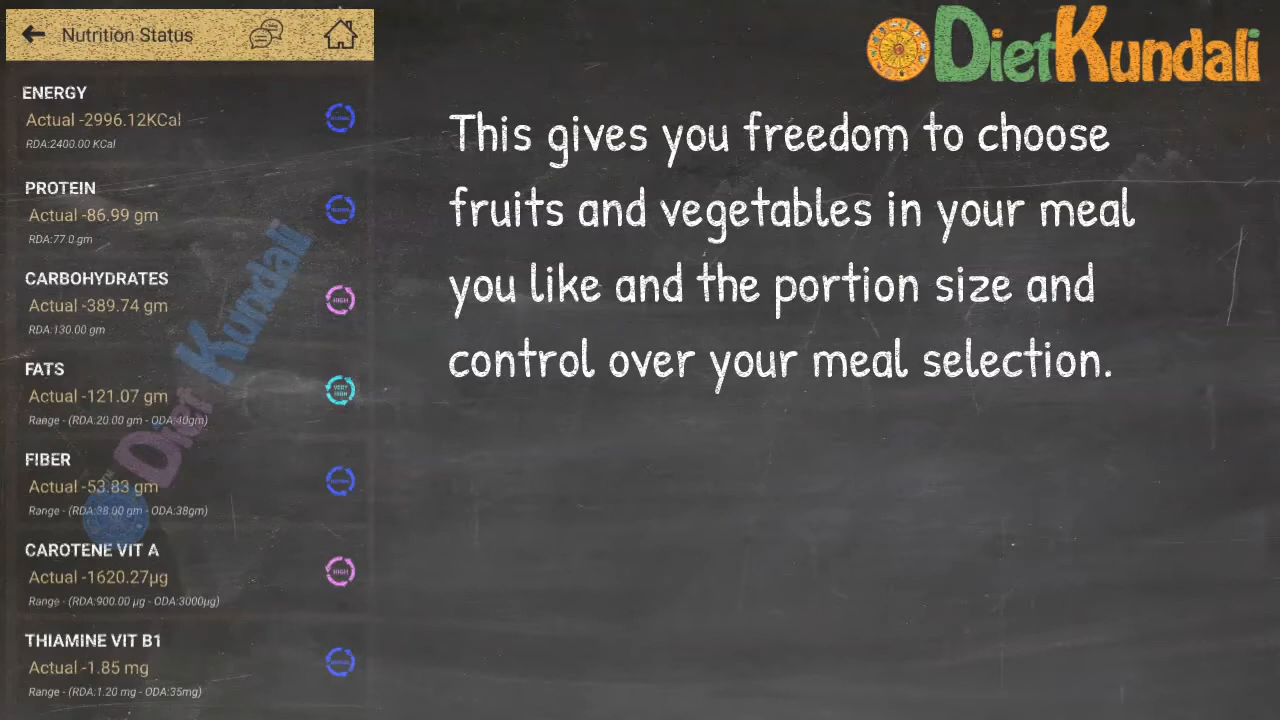 Nutrition Status
DietKundali
ENERGY
Actual -2996.12KCal
RDA:2400.00 KCal
PROTEIN
Actual -86.99 gm
RDA:77.0 gm
CARBOHYDRATES
Actual -389.74 gm
HIGH
RDA:130.00 gm
FATS
Actual -121.07 gm
VERY HIGH
Range - (RDA:20.00 gm - ODA:40gm)
FIBER
Actual -53.83 gm
Range - (RDA:38.00 gm - ODA:38gm)
CAROTENE VIT A
Actual -1620.27µg
HIGH
Range - (RDA:900.00 µg - ODA:3000µg)
THIAMINE VIT B1
Actual -1.85 mg
Range - (RDA:1.20 mg - ODA:35mg)
Diet Kundali
This gives you freedom to choose
fruits and vegetables in your meal
you like and the portion size and
control over your meal selection.